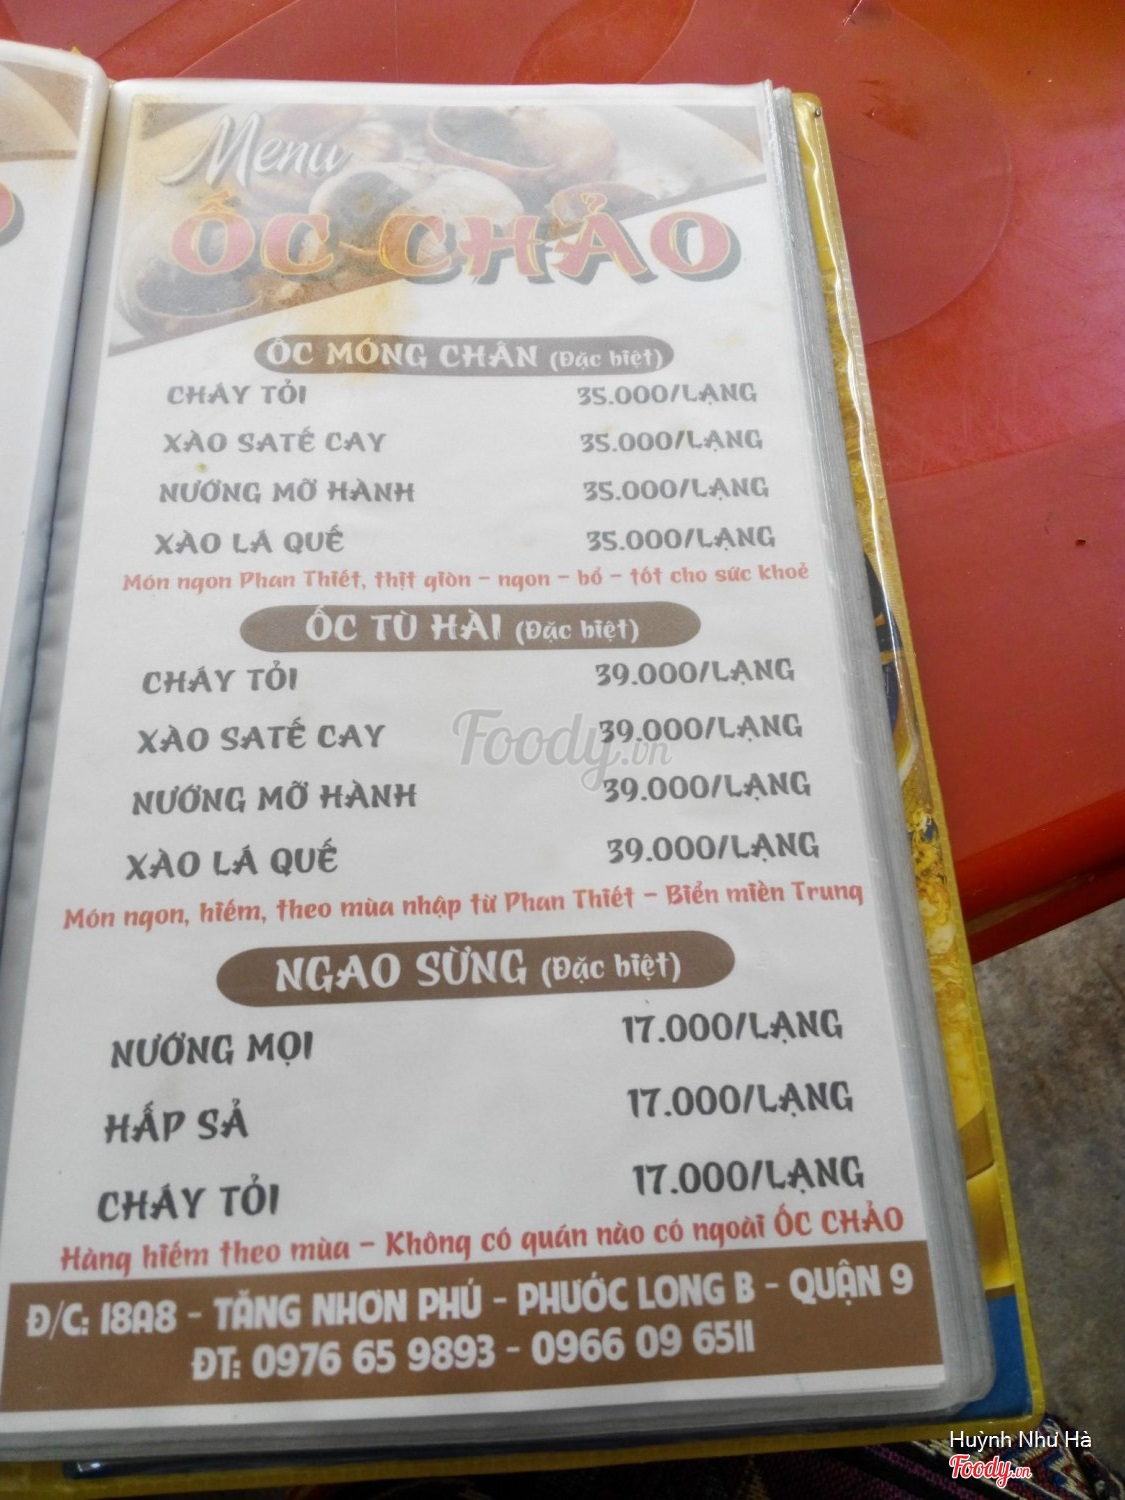 Menu
ỐC CHẢO
ỐC MÓNG CHÂN (Đặc biệt)
CHÁY TỎI 35.000/LẠNG
XÀO SATẾ CAY 35.000/LẠNG
NƯỚNG MỠ HÀNH 35.000/LẠNG
XÀO LÁ QUẾ 35.000/LẠNG
Món ngon Phan Thiết, thịt giòn - ngon - bổ - tốt cho sức khoẻ
ỐC TÙ HÀI (Đặc biệt)
CHÁY TỎI 39.000/LẠNG
XÀO SATẾ CAY 39.000/LẠNG
Foody.vn
NƯỚNG MỠ HÀNH 39.000/LẠNG
XÀO LÁ QUẾ 39.000/LẠNG
Món ngon, hiếm, theo mùa nhập từ Phan Thiết - Biển miền Trung
NGAO SỪNG (Đặc biệt)
NƯỚNG MỌI 17.000/LẠNG
HẤP SẢ 17.000/LẠNG
CHÁY TỎI 17.000/LẠNG
Hàng hiếm theo mùa - Không có quán nào có ngoài ỐC CHẢO
Đ/C: 18A8 - TĂNG NHƠN PHÚ - PHƯỚC LONG B - QUẬN 9
ĐT: 0976 65 9893 - 0966 09 6511
Huỳnh Như Hà
Foody.vn